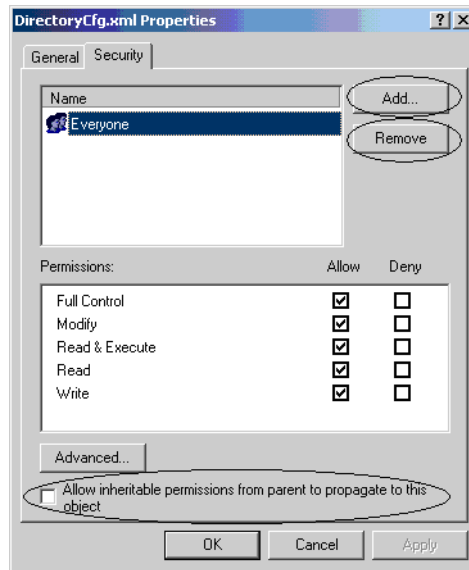 DirectoryCfg.xml Properties
General Security
Name
Add...
Everyone
Remove
Permissions: Allow Deny
Full Control
Modify
Read & Execute
Read
Write
Advanced...
Allow inheritable permissions from parent to propagate to this
object
OK Cancel Apply